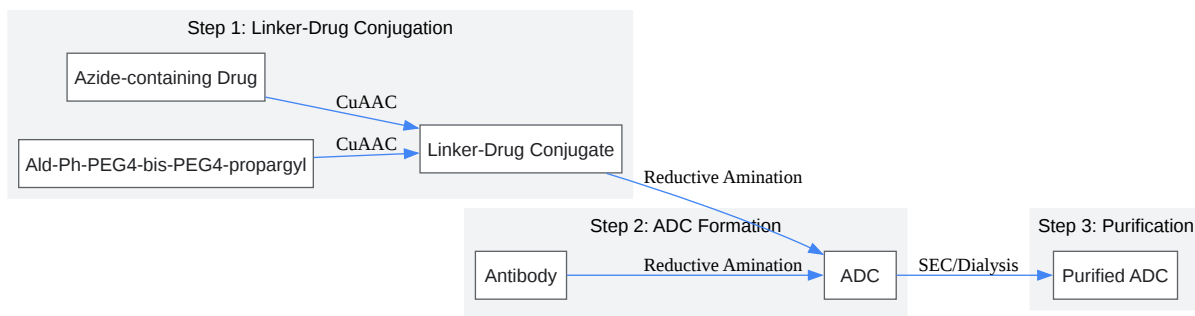 Step 1: Linker-Drug Conjugation
Azide-containing Drug
CuAAC
Ald-Ph-PEG4-bis-PEG4-propargyl
CuAAC
Linker-Drug Conjugate
Reductive Amination
Step 2: ADC Formation
Antibody
Reductive Amination
ADC
SEC/Dialysis
Step 3: Purification
Purified ADC